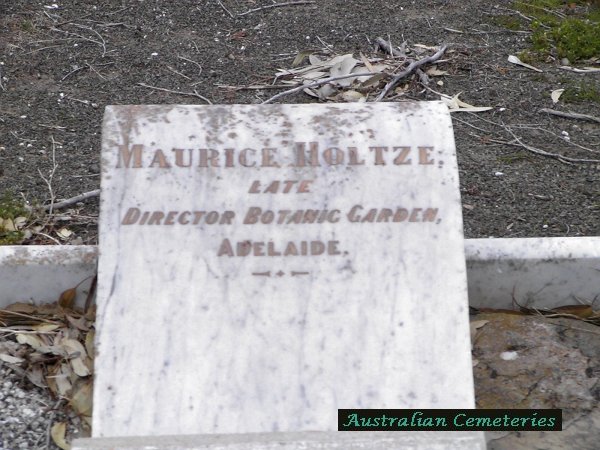 MAURICE HOLTZE,
LATE
DIRECTOR BOTANIC GARDEN,
ADELAIDE.
Australian Cemeteries